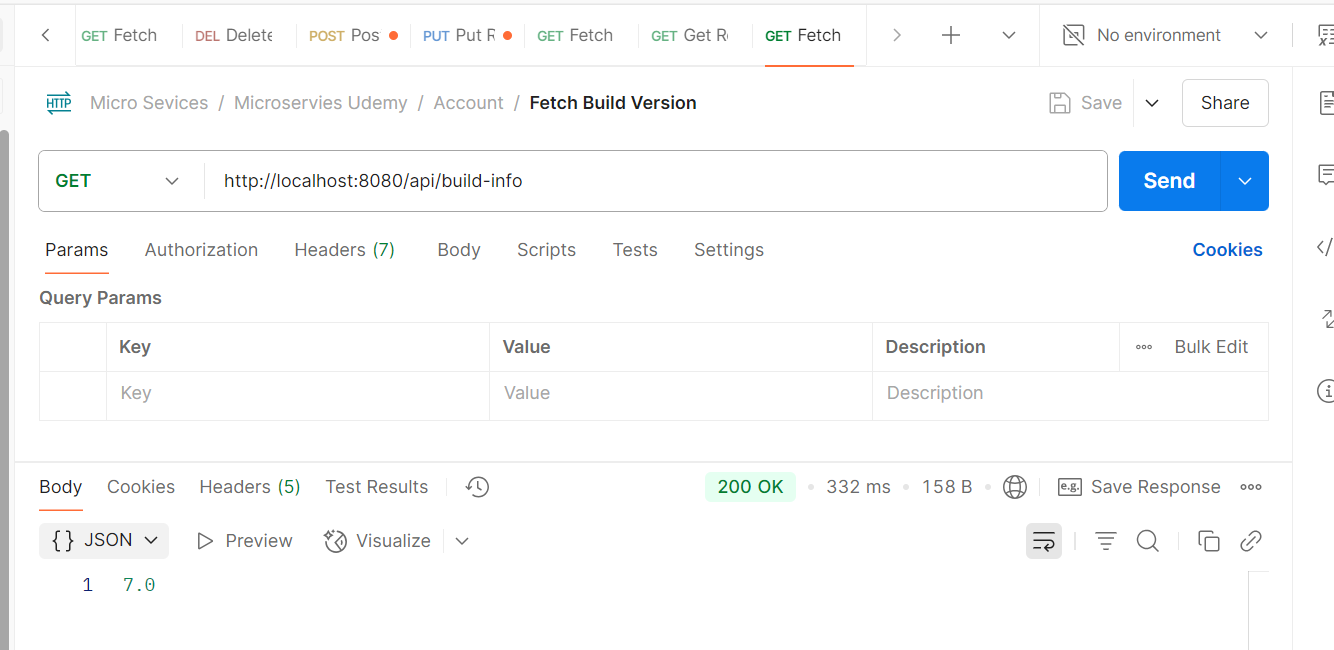 GET Fetch DEL Delete POST Pos PUT Put R GET Fetch GET Get R GET Fetch No environment
HTTP Micro Sevices / Microservies Udemy / Account / Fetch Build Version Save Share
GET http://localhost:8080/api/build-info Send
Params Authorization Headers (7) Body Scripts Tests Settings Cookies
Query Params
Key Value Description Bulk Edit
Key Value Description
Body Cookies Headers (5) Test Results 200 OK 332 ms 158 B e.g. Save Response
{} JSON Preview Visualize
1 7.0